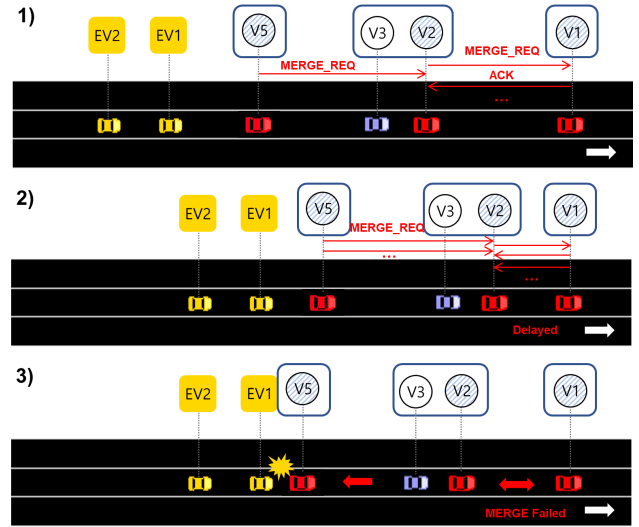 1)
EV2 EV1 V5 V3 V2 V1
MERGE_REQ
MERGE_REQ
ACK
...
2)
EV2 EV1 V5 V3 V2 V1
MERGE_REQ
...
...
Delayed
3)
EV2 EV1 V5 V3 V2 V1
MERGE Failed